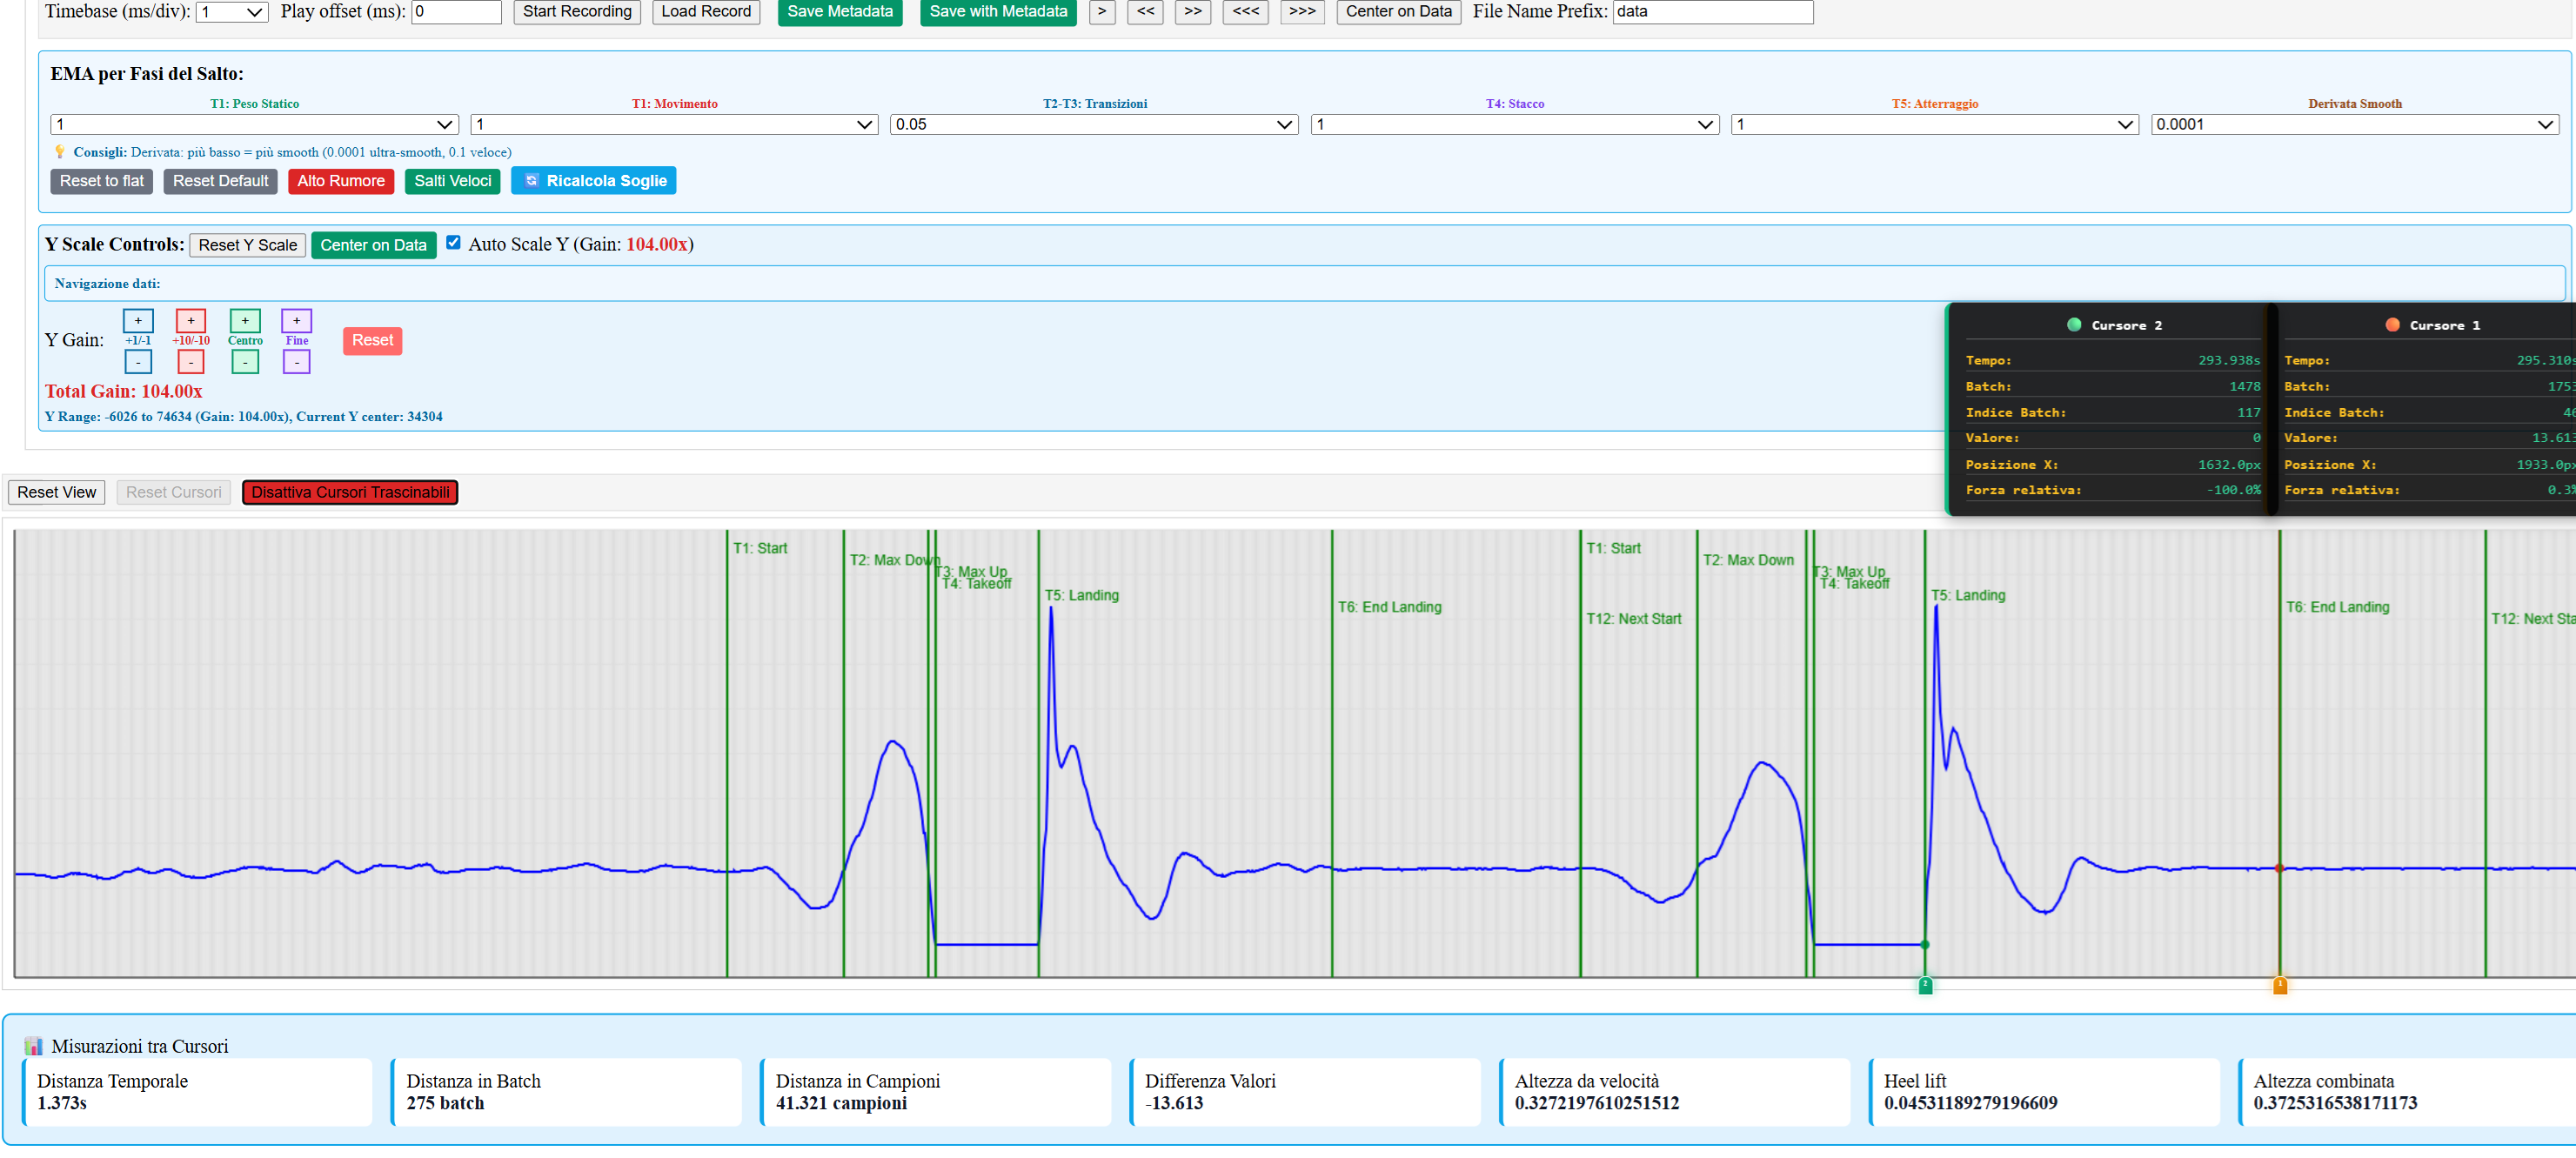 Timebase (ms/div): 1 Play offset (ms): 0 Start Recording Load Record Save Metadata Save with Metadata > << >> <<< >>> Center on Data File Name Prefix: data
EMA per Fasi del Salto:
T1: Peso Statico T1: Movimento T2-T3: Transizioni T4: Stacco T5: Atterraggio Derivata Smooth
1 1 0.05 1 1 0.0001
Consigli: Derivata: più basso = più smooth (0.0001 ultra-smooth, 0.1 veloce)
Reset to flat Reset Default Alto Rumore Salti Veloci Ricalcola Soglie
Y Scale Controls: Reset Y Scale Center on Data Auto Scale Y (Gain: 104.00x)
Navigazione dati:
+ + + +
Y Gain: +1/-1 +10/-10 Centro Fine Reset
- - - -
Total Gain: 104.00x
Y Range: -6026 to 74634 (Gain: 104.00x), Current Y center: 34304
Cursore 2
Tempo: 293.938s
Batch: 1478
Indice Batch: 117
Valore: 0
Posizione X: 1632.0px
Forza relativa: -100.0%
Cursore 1
Tempo: 295.310s
Batch: 1753
Indice Batch: 46
Valore: 13.613
Posizione X: 1933.0px
Forza relativa: 0.3%
Reset View Reset Cursori Disattiva Cursori Trascinabili
T1: Start
T2: Max Down
T3: Max Up
T4: Takeoff
T5: Landing
T6: End Landing
T1: Start
T12: Next Start
T2: Max Down
T3: Max Up
T4: Takeoff
T5: Landing
T6: End Landing
T12: Next Sta
2
1
Misurazioni tra Cursori
Distanza Temporale
1.373s
Distanza in Batch
275 batch
Distanza in Campioni
41.321 campioni
Differenza Valori
-13.613
Altezza da velocità
0.3272197610251512
Heel lift
0.04531189279196609
Altezza combinata
0.3725316538171173